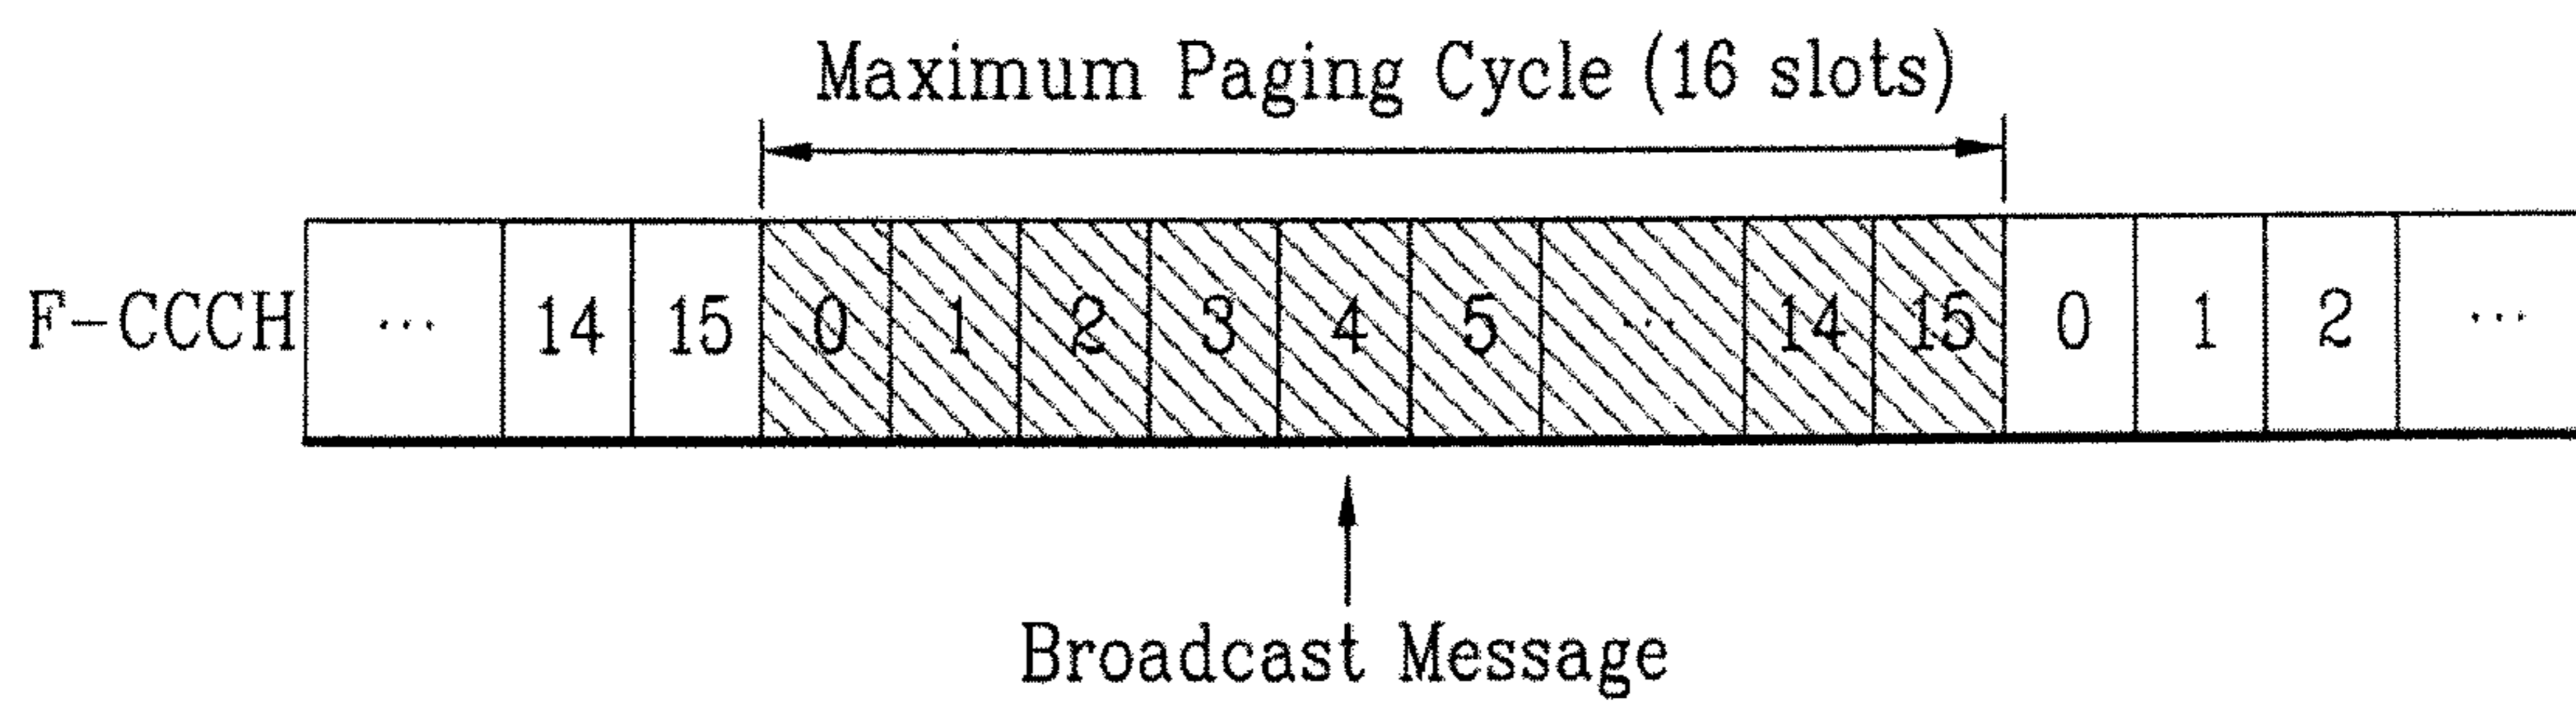 Maximum Paging Cycle (16 slots)
F-CCCH ... 14 15 0 1 2 3 4 5 ... 14 15 0 1 2 ...
Broadcast Message